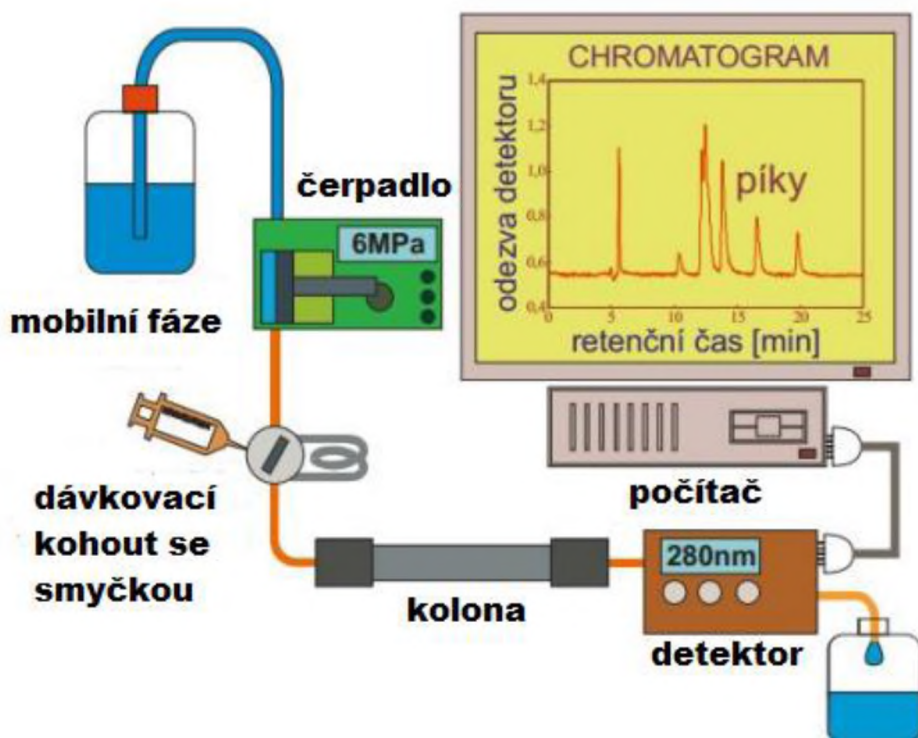 CHROMATOGRAM
odezva detektoru
1,4
1,2
1,0
0,8
0,6
0,4
píky
0
5
10
15
20
25
retenční čas [min]
čerpadlo
6MPa
mobilní fáze
dávkovací
kohout se
smyčkou
počítač
kolona
280nm
detektor